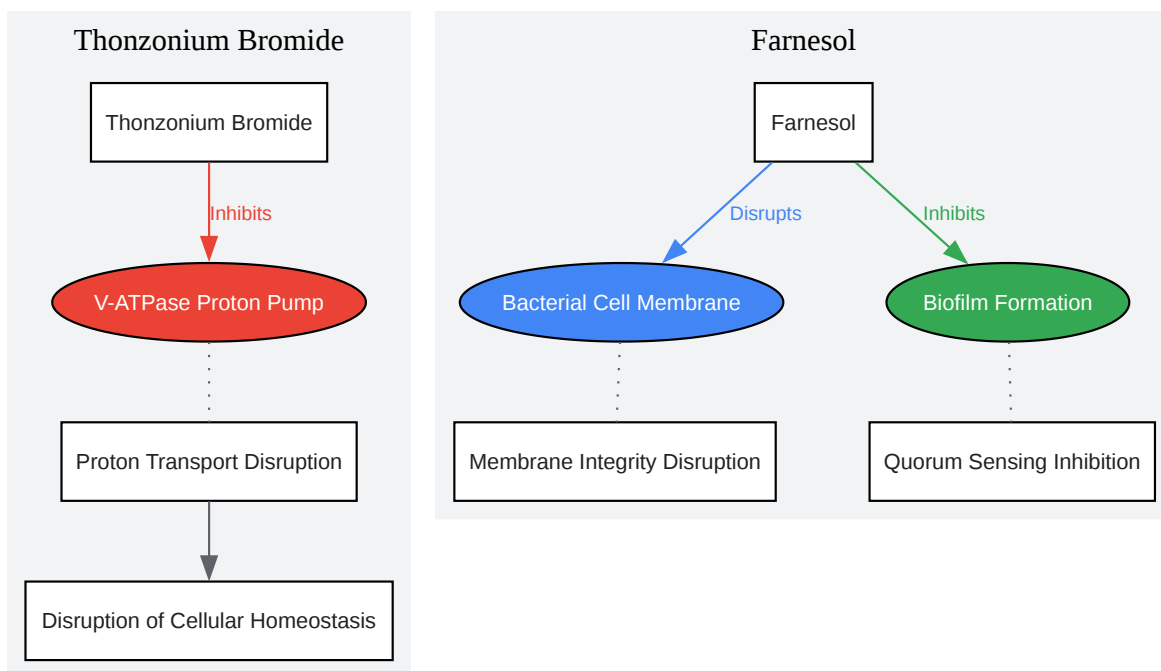 Thonzonium Bromide
Thonzonium Bromide
Inhibits
V-ATPase Proton Pump
Proton Transport Disruption
Disruption of Cellular Homeostasis
Farnesol
Farnesol
Disrupts
Inhibits
Bacterial Cell Membrane
Biofilm Formation
Membrane Integrity Disruption
Quorum Sensing Inhibition